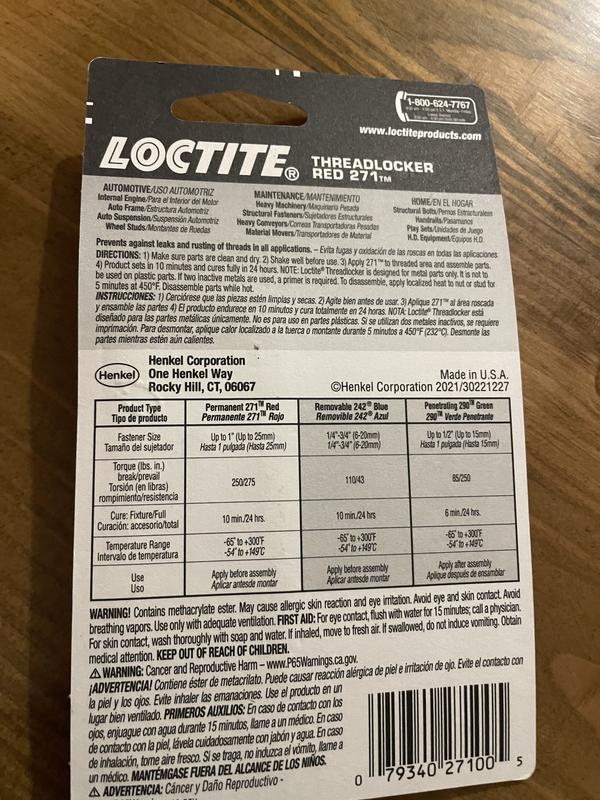 1-800-624-7767
www.loctiteproducts.com
LOCTITE®
THREADLOCKER
RED 271™
AUTOMOTIVE/USO AUTOMOTRIZ
Internal Engine/Para el Interior del Motor
Auto Frame/Estructura Automotriz
Auto Suspension/Suspensión Automotriz
Wheel Studs/Montantes de Ruedas
MAINTENANCE/MANTENIMIENTO
Heavy Machinery/Maquinaria Pesada
Structural Fasteners/Sujetadores Estructurales
Heavy Conveyors/Correas Transportadoras Pesadas
Material Movers/Transportadores de Material
HOME/EN EL HOGAR
Structural Bolts/Pernos Estructurales
Handrails/Pasamanos
Play Sets/Unidades de Juego
H.D. Equipment/Equipos H.D.
Prevents against leaks and rusting of threads in all applications. – Evita fugas y oxidación de las roscas en todas las aplicaciones.
DIRECTIONS: 1) Make sure parts are clean and dry. 2) Shake well before use. 3) Apply 271™ to threaded area and assemble parts.
4) Product sets in 10 minutes and cures fully in 24 hours. NOTE: Loctite® Threadlocker is designed for metal parts only. It is not to
be used on plastic parts. If two inactive metals are used, a primer is required. To disassemble, apply localized heat to nut or stud for
5 minutes at 450°F. Disassemble parts while hot.
INSTRUCCIONES: 1) Cerciórese que las piezas estén limpias y secas. 2) Agite bien antes de usar. 3) Aplique 271™ al área roscada
y ensamble las partes 4) El producto endurece en 10 minutos y cura totalmente en 24 horas. NOTA: Loctite® Threadlocker está
diseñado para las partes metálicas únicamente. No es para uso en partes plásticas. Si se utilizan dos metales inactivos, se requiere
imprimación. Para desmontar, aplique calor localizado a la tuerca o montante durante 5 minutos a 450°F (232°C). Desmonte las
partes mientras estén aún calientes.
Henkel
Henkel Corporation
One Henkel Way
Rocky Hill, CT, 06067
Made in U.S.A.
©Henkel Corporation 2021/30221227
Product Type
Tipo de producto
Permanent 271™ Red
Permanente 271™ Rojo
Removable 242® Blue
Removible 242® Azul
Penetrating 290™ Green
290™ Verde Penetrante
Fastener Size
Tamaño del sujetador
Up to 1" (Up to 25mm)
Hasta 1 pulgada (Hasta 25mm)
1/4"-3/4" (6-20mm)
1/4"-3/4" (6-20mm)
Up to 1/2" (Up to 15mm)
Hasta 1 pulgada (Hasta 15mm)
Torque (lbs. in.)
break/prevail
Torsión (en libras)
rompimiento/resistencia
250/275
110/43
85/250
Cure: Fixture/Full
Curación: accesorio/total
10 min./24 hrs.
10 min./24 hrs.
6 min./24 hrs.
Temperature Range
Intervalo de temperatura
-65° to +300°F
-54° to +149°C
-65° to +300°F
-54° to +149°C
-65° to +300°F
-54° to +149°C
Use
Uso
Apply before assembly
Aplicar antes de montar
Apply before assembly
Aplicar antes de montar
Apply after assembly
Aplique después de ensamblar
WARNING! Contains methacrylate ester. May cause allergic skin reaction and eye irritation. Avoid eye and skin contact. Avoid
breathing vapors. Use only with adequate ventilation. FIRST AID: For eye contact, flush with water for 15 minutes; call a physician.
For skin contact, wash thoroughly with soap and water. If inhaled, move to fresh air. If swallowed, do not induce vomiting. Obtain
medical attention. KEEP OUT OF REACH OF CHILDREN.
⚠ WARNING: Cancer and Reproductive Harm – www.P65Warnings.ca.gov.
¡ADVERTENCIA! Contiene éster de metacrilato. Puede causar reacción alérgica de piel e irritación de ojo. Evite el contacto con
la piel y los ojos. Evite inhalar las emanaciones. Use el producto en un
lugar bien ventilado. PRIMEROS AUXILIOS: En caso de contacto con los
ojos, enjuague con agua durante 15 minutos, llame a un médico. En caso
de contacto con la piel, lávela cuidadosamente con jabón y agua. En caso
de inhalación, tome aire fresco. Si se traga, no induzca el vómito, llame a
un médico. MANTÉNGASE FUERA DEL ALCANCE DE LOS NIÑOS.
⚠ ADVERTENCIA: Cáncer y Daño Reproductivo -
0 79340 27100 5